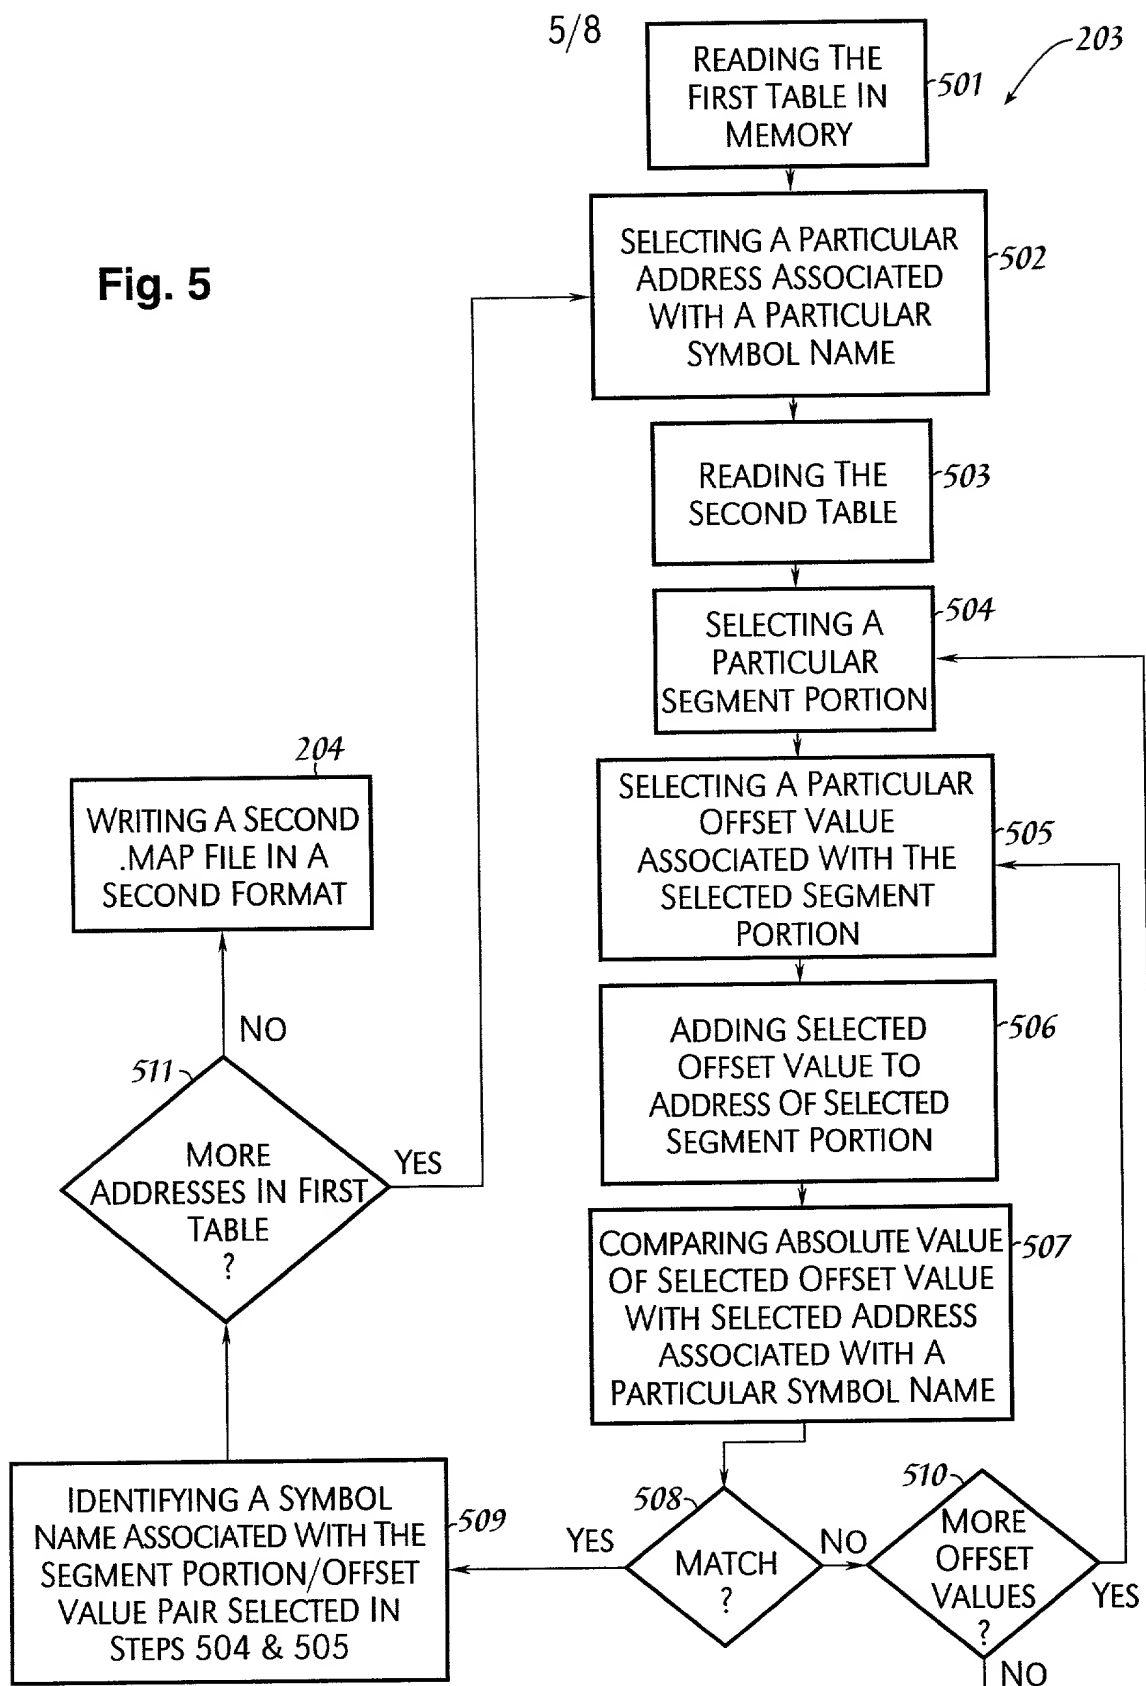 5/8
203
Fig. 5
READING THE
FIRST TABLE IN
MEMORY
501
SELECTING A PARTICULAR
ADDRESS ASSOCIATED
WITH A PARTICULAR
SYMBOL NAME
502
READING THE
SECOND TABLE
503
SELECTING A
PARTICULAR
SEGMENT PORTION
504
SELECTING A PARTICULAR
OFFSET VALUE
ASSOCIATED WITH THE
SELECTED SEGMENT
PORTION
505
ADDING SELECTED
OFFSET VALUE TO
ADDRESS OF SELECTED
SEGMENT PORTION
506
COMPARING ABSOLUTE VALUE
OF SELECTED OFFSET VALUE
WITH SELECTED ADDRESS
ASSOCIATED WITH A
PARTICULAR SYMBOL NAME
507
508
MATCH
?
YES
NO
510
MORE
OFFSET
VALUES
?
YES
NO
IDENTIFYING A SYMBOL
NAME ASSOCIATED WITH THE
SEGMENT PORTION/OFFSET
VALUE PAIR SELECTED IN
STEPS 504 & 505
509
511
MORE
ADDRESSES IN FIRST
TABLE
?
YES
NO
204
WRITING A SECOND
.MAP FILE IN A
SECOND FORMAT